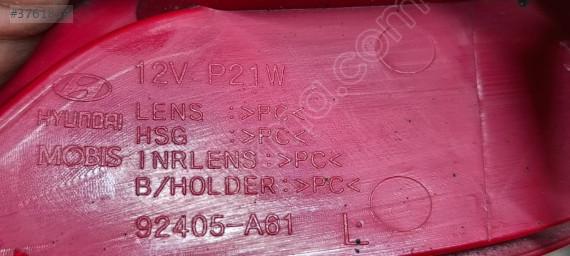 12V P21W
HYUNDAI
MOBIS
LENS :>PC<
HSG :>PC<
INRLENS:>PC<
B/HOLDER:>PC<
92405-A61
L